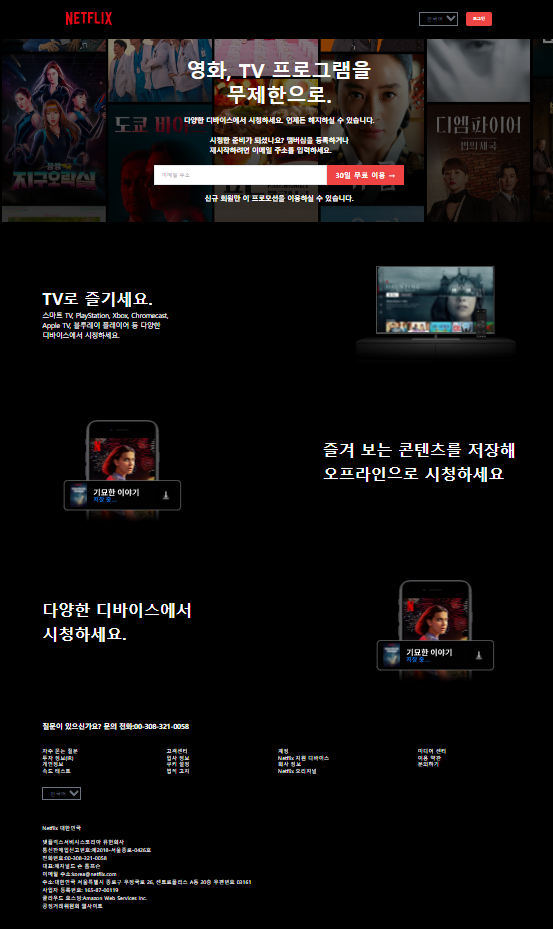 NETFLIX
한국어
로그인
영화, TV 프로그램을
무제한으로.
다양한 디바이스에서 시청하세요. 언제든 해지하실 수 있습니다.
시청할 준비가 되셨나요? 멤버십을 등록하거나
재시작하려면 이메일 주소를 입력하세요.
이메일 주소
30일 무료 이용 →
신규 회원만 이 프로모션을 이용하실 수 있습니다.
지구오락실
도쿄 바이
디엠파이어
법의 제국
TV로 즐기세요.
스마트 TV, PlayStation, Xbox, Chromecast,
Apple TV, 블루레이 플레이어 등 다양한
디바이스에서 시청하세요.
즐겨 보는 콘텐츠를 저장해
오프라인으로 시청하세요
기묘한 이야기
저장 중...
다양한 디바이스에서
시청하세요.
기묘한 이야기
저장 중...
질문이 있으신가요? 문의 전화:00-308-321-0058
자주 묻는 질문
고객센터
계정
미디어 센터
투자 정보(IR)
입사 정보
Netflix 지원 디바이스
이용 약관
개인정보
쿠키 설정
회사 정보
문의하기
속도 테스트
법적 고지
Netflix 오리지널
한국어
Netflix 대한민국
넷플릭스서비시스코리아 유한회사
통신판매업신고번호:제2018-서울종로-0426호
전화번호:00-308-321-0058
대표:레지널드 숀 톰프슨
이메일 주소:korea@netflix.com
주소:대한민국 서울특별시 종로구 우정국로 26, 센트로폴리스 A동 20층 우편번호 03161
사업자 등록번호: 165-87-00119
클라우드 호스팅:Amazon Web Services Inc.
공정거래위원회 웹사이트